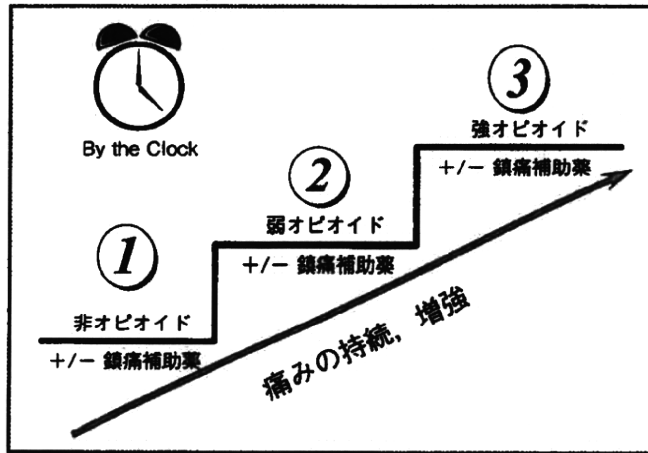 By the Clock
1
非オピオイド
+/− 鎮痛補助薬
2
弱オピオイド
+/− 鎮痛補助薬
3
強オピオイド
+/− 鎮痛補助薬
痛みの持続，増強